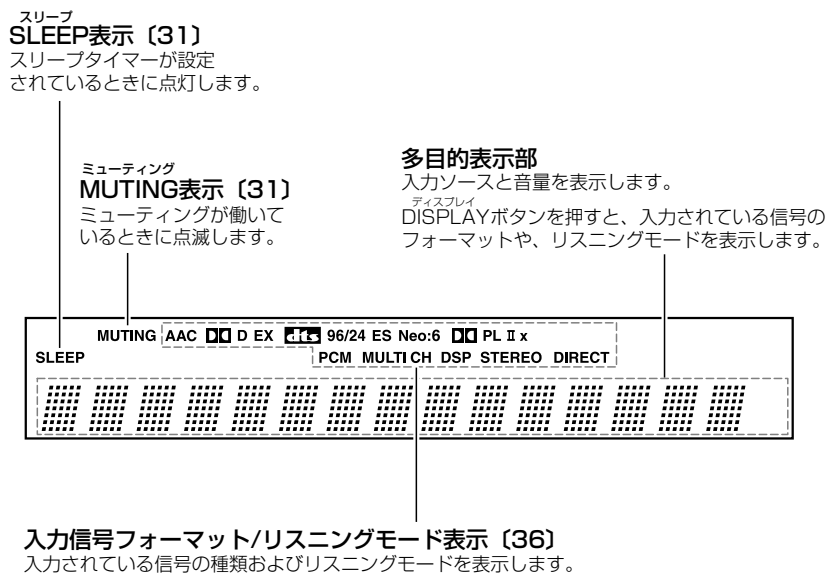 スリープ
SLEEP表示〔31〕
スリープタイマーが設定
されているときに点灯します。
ミューティング
MUTING表示〔31〕
ミューティングが働いて
いるときに点滅します。
多目的表示部
入力ソースと音量を表示します。
ディスプレイ
DISPLAYボタンを押すと、入力されている信号の
フォーマットや、リスニングモードを表示します。
MUTING AAC DD D EX dts 96/24 ES Neo:6 DD PL II x
SLEEP PCM MULTI CH DSP STEREO DIRECT
入力信号フォーマット/リスニングモード表示〔36〕
入力されている信号の種類およびリスニングモードを表示します。